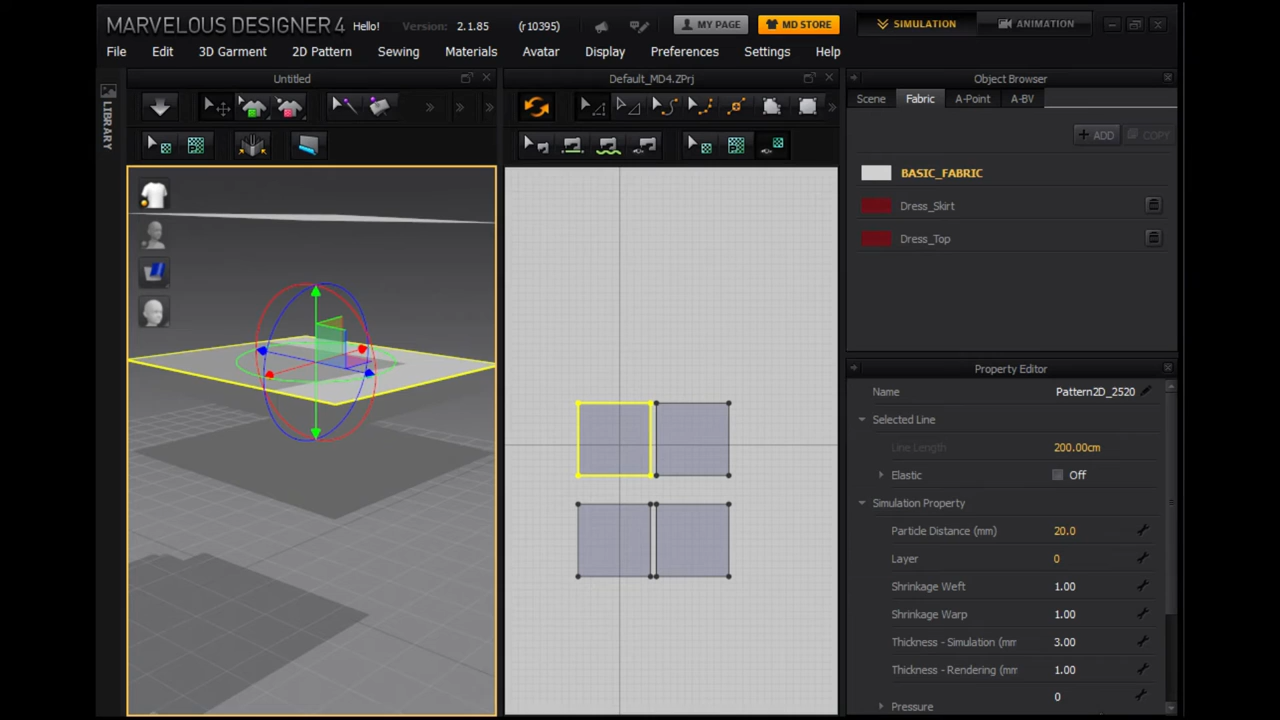 MARVELOUS DESIGNER 4 Hello! Version: 2.1.85 (r10395) MY PAGE MD STORE SIMULATION ANIMATION
File Edit 3D Garment 2D Pattern Sewing Materials Avatar Display Preferences Settings Help
LIBRARY
Untitled
Default_MD4.ZPrj
Object Browser
Scene Fabric A-Point A-BV
+ ADD COPY
BASIC_FABRIC
Dress_Skirt
Dress_Top
Property Editor
Name Pattern2D_2520
Selected Line
Line Length 200.00cm
Elastic Off
Simulation Property
Particle Distance (mm) 20.0
Layer 0
Shrinkage Weft 1.00
Shrinkage Warp 1.00
Thickness - Simulation (mm 3.00
Thickness - Rendering (mm 1.00
Pressure 0